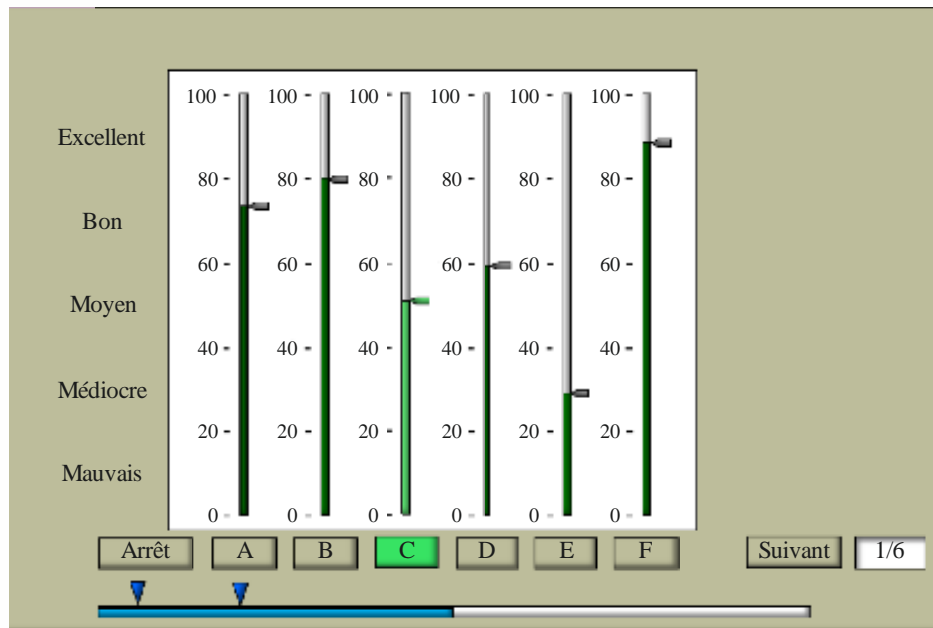 100 - 100 - 100 - 100 - 100 - 100 -
Excellent
80 - 80 - 80 - 80 - 80 - 80 -
Bon
60 - 60 - 60 - 60 - 60 - 60 -
Moyen
40 - 40 - 40 - 40 - 40 - 40 -
Médiocre
20 - 20 - 20 - 20 - 20 - 20 -
Mauvais
0 - 0 - 0 - 0 - 0 - 0 -
Arrêt A B C D E F Suivant 1/6